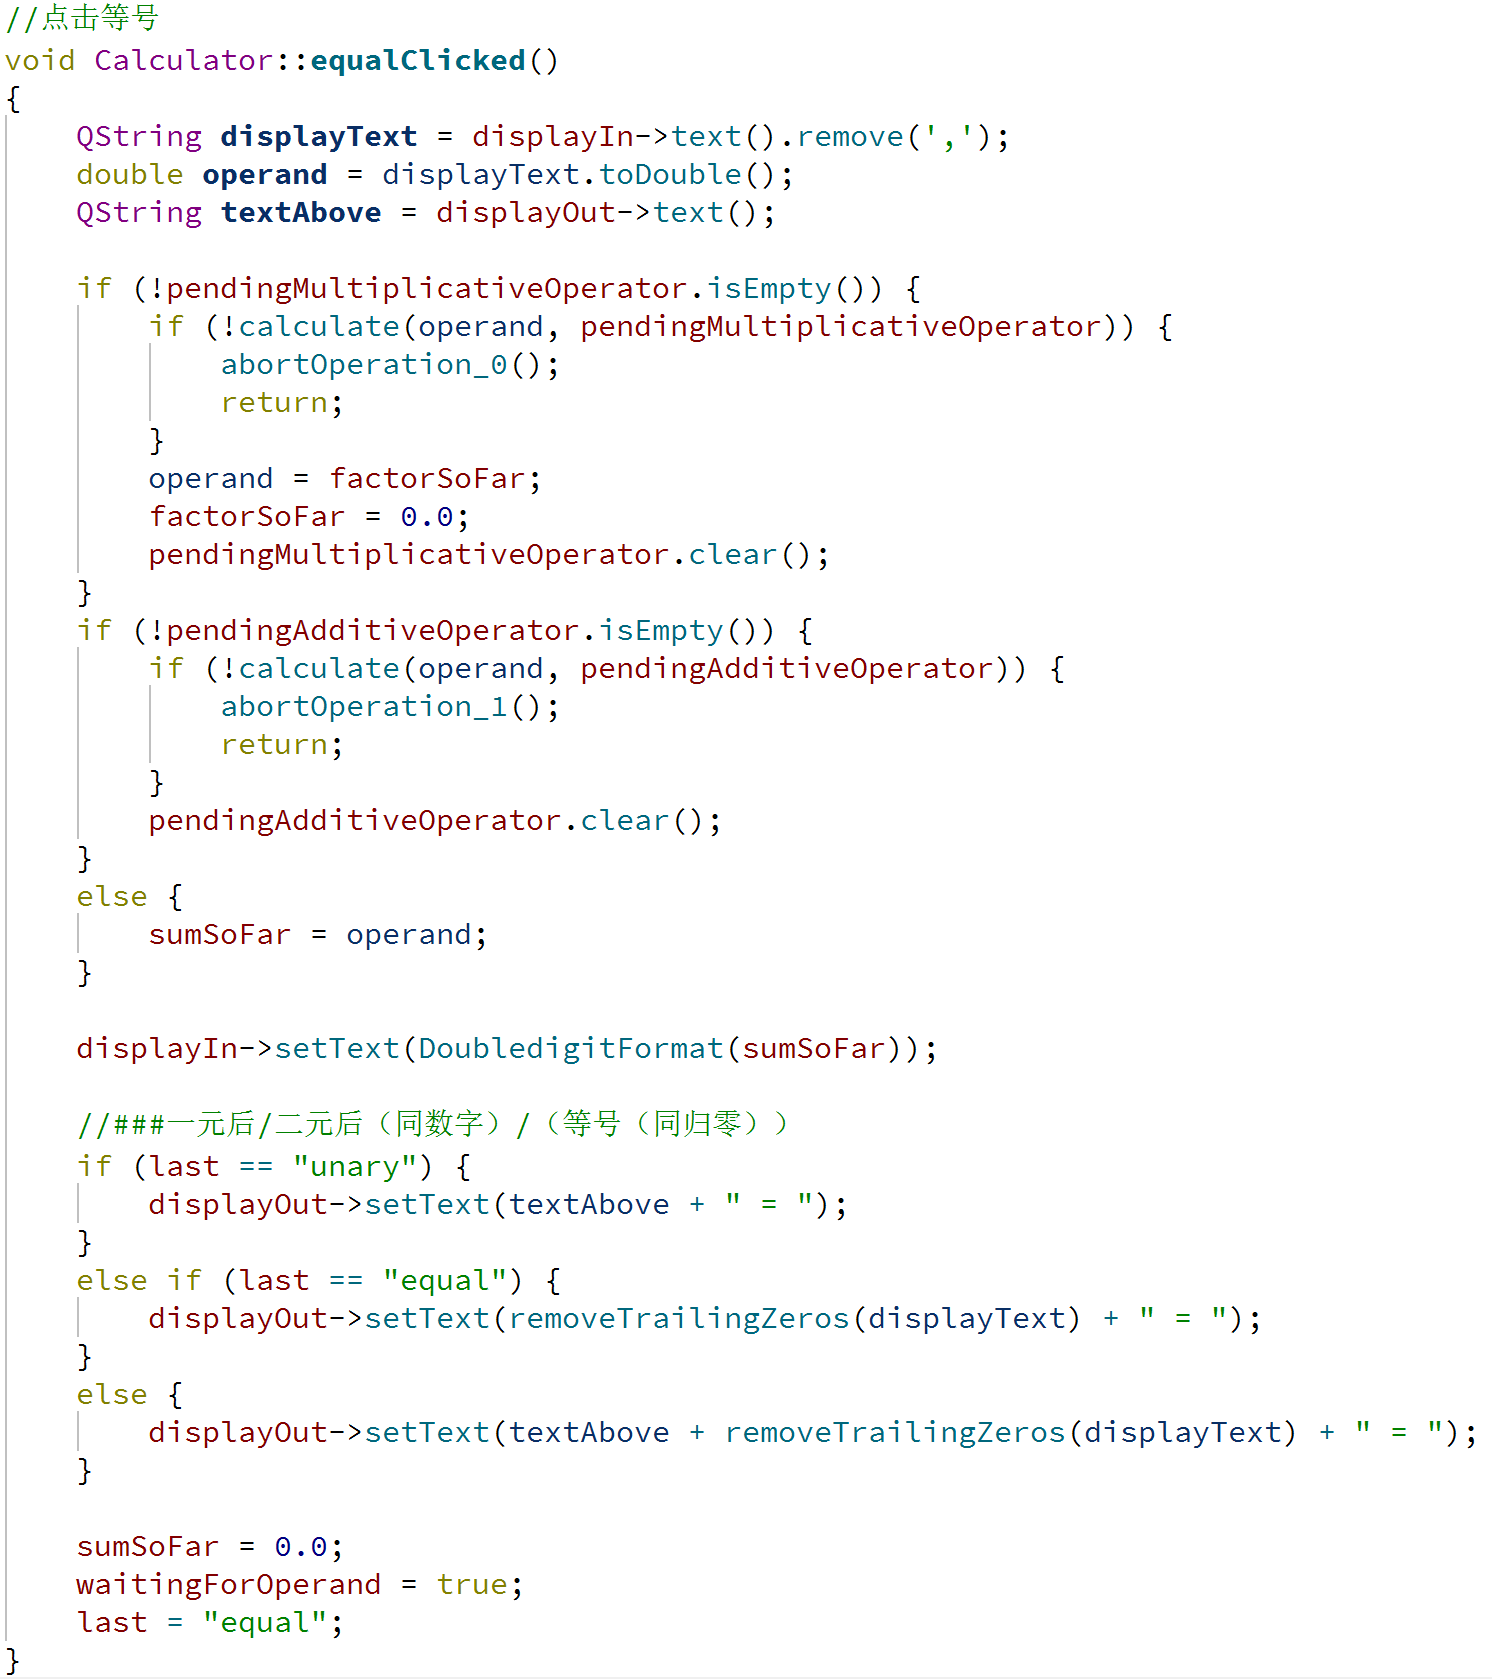 //点击等号
void Calculator::equalClicked()
{
    QString displayText = displayIn->text().remove(',');
    double operand = displayText.toDouble();
    QString textAbove = displayOut->text();

    if (!pendingMultiplicativeOperator.isEmpty()) {
        if (!calculate(operand, pendingMultiplicativeOperator)) {
            abortOperation_0();
            return;
        }
        operand = factorSoFar;
        factorSoFar = 0.0;
        pendingMultiplicativeOperator.clear();
    }
    if (!pendingAdditiveOperator.isEmpty()) {
        if (!calculate(operand, pendingAdditiveOperator)) {
            abortOperation_1();
            return;
        }
        pendingAdditiveOperator.clear();
    }
    else {
        sumSoFar = operand;
    }

    displayIn->setText(DoubledigitFormat(sumSoFar));

    //###一元后/二元后（同数字）/（等号（同归零））
    if (last == "unary") {
        displayOut->setText(textAbove + " = ");
    }
    else if (last == "equal") {
        displayOut->setText(removeTrailingZeros(displayText) + " = ");
    }
    else {
        displayOut->setText(textAbove + removeTrailingZeros(displayText) + " = ");
    }

    sumSoFar = 0.0;
    waitingForOperand = true;
    last = "equal";
}